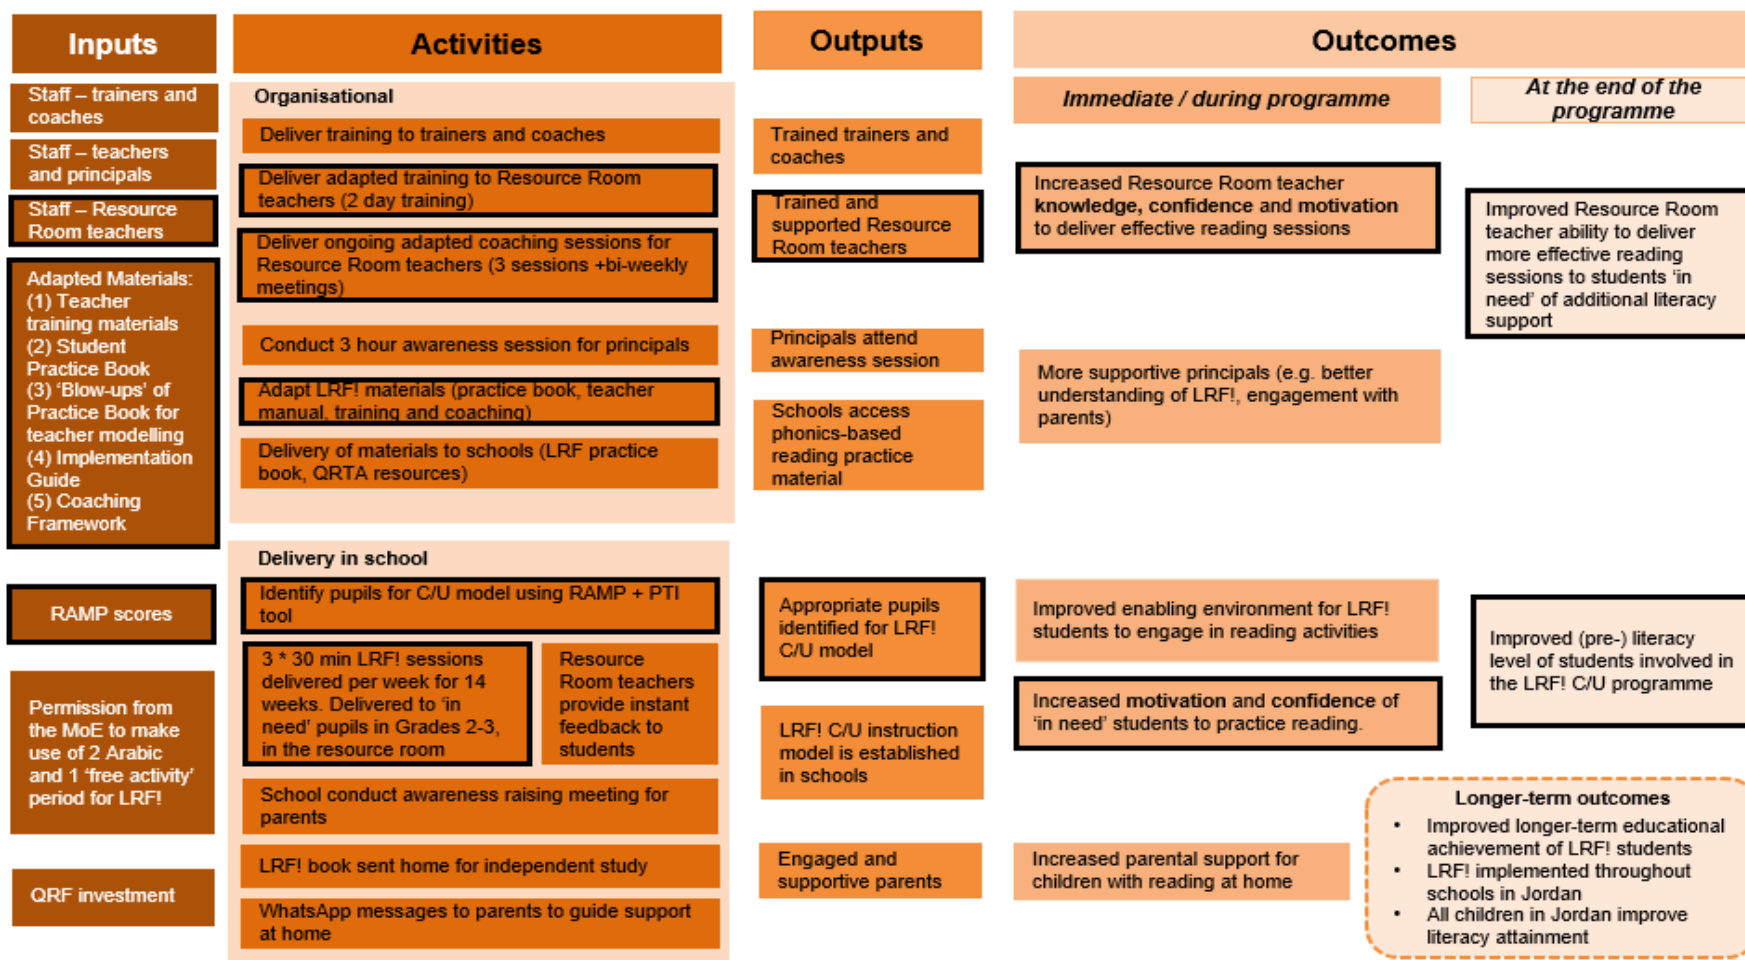 Inputs
Activities
Outputs
Outcomes
Immediate / during programme
At the end of the
programme
Staff – trainers and
coaches
Staff – teachers
and principals
Staff – Resource
Room teachers
Adapted Materials:
(1) Teacher
training materials
(2) Student
Practice Book
(3) ‘Blow-ups’ of
Practice Book for
teacher modelling
(4) Implementation
Guide
(5) Coaching
Framework
RAMP scores
Permission from
the MoE to make
use of 2 Arabic
and 1 ‘free activity’
period for LRF!
QRF investment
Organisational
Deliver training to trainers and coaches
Deliver adapted training to Resource Room
teachers (2 day training)
Deliver ongoing adapted coaching sessions for
Resource Room teachers (3 sessions +bi-weekly
meetings)
Conduct 3 hour awareness session for principals
Adapt LRF! materials (practice book, teacher
manual, training and coaching)
Delivery of materials to schools (LRF practice
book, QRTA resources)
Delivery in school
Identify pupils for C/U model using RAMP + PTI
tool
3 * 30 min LRF! sessions
delivered per week for 14
weeks. Delivered to ‘in
need’ pupils in Grades 2-3,
in the resource room
Resource
Room teachers
provide instant
feedback to
students
School conduct awareness raising meeting for
parents
LRF! book sent home for independent study
WhatsApp messages to parents to guide support
at home
Trained trainers and
coaches
Trained and
supported Resource
Room teachers
Principals attend
awareness session
Schools access
phonics-based
reading practice
material
Appropriate pupils
identified for LRF!
C/U model
LRF! C/U instruction
model is established
in schools
Engaged and
supportive parents
Increased Resource Room teacher
knowledge, confidence and motivation
to deliver effective reading sessions
More supportive principals (e.g. better
understanding of LRF!, engagement with
parents)
Improved enabling environment for LRF!
students to engage in reading activities
Increased motivation and confidence of
‘in need’ students to practice reading.
Increased parental support for
children with reading at home
Improved Resource Room
teacher ability to deliver
more effective reading
sessions to students ‘in
need’ of additional literacy
support
Improved (pre-) literacy
level of students involved in
the LRF! C/U programme
Longer-term outcomes
• Improved longer-term educational
achievement of LRF! students
• LRF! implemented throughout
schools in Jordan
• All children in Jordan improve
literacy attainment